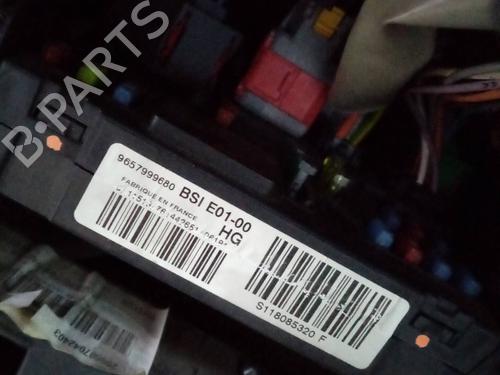 B-PARTS
9657999680 BSI E01-00
FABRIQUE EN FRANCE HG
S118085320 F